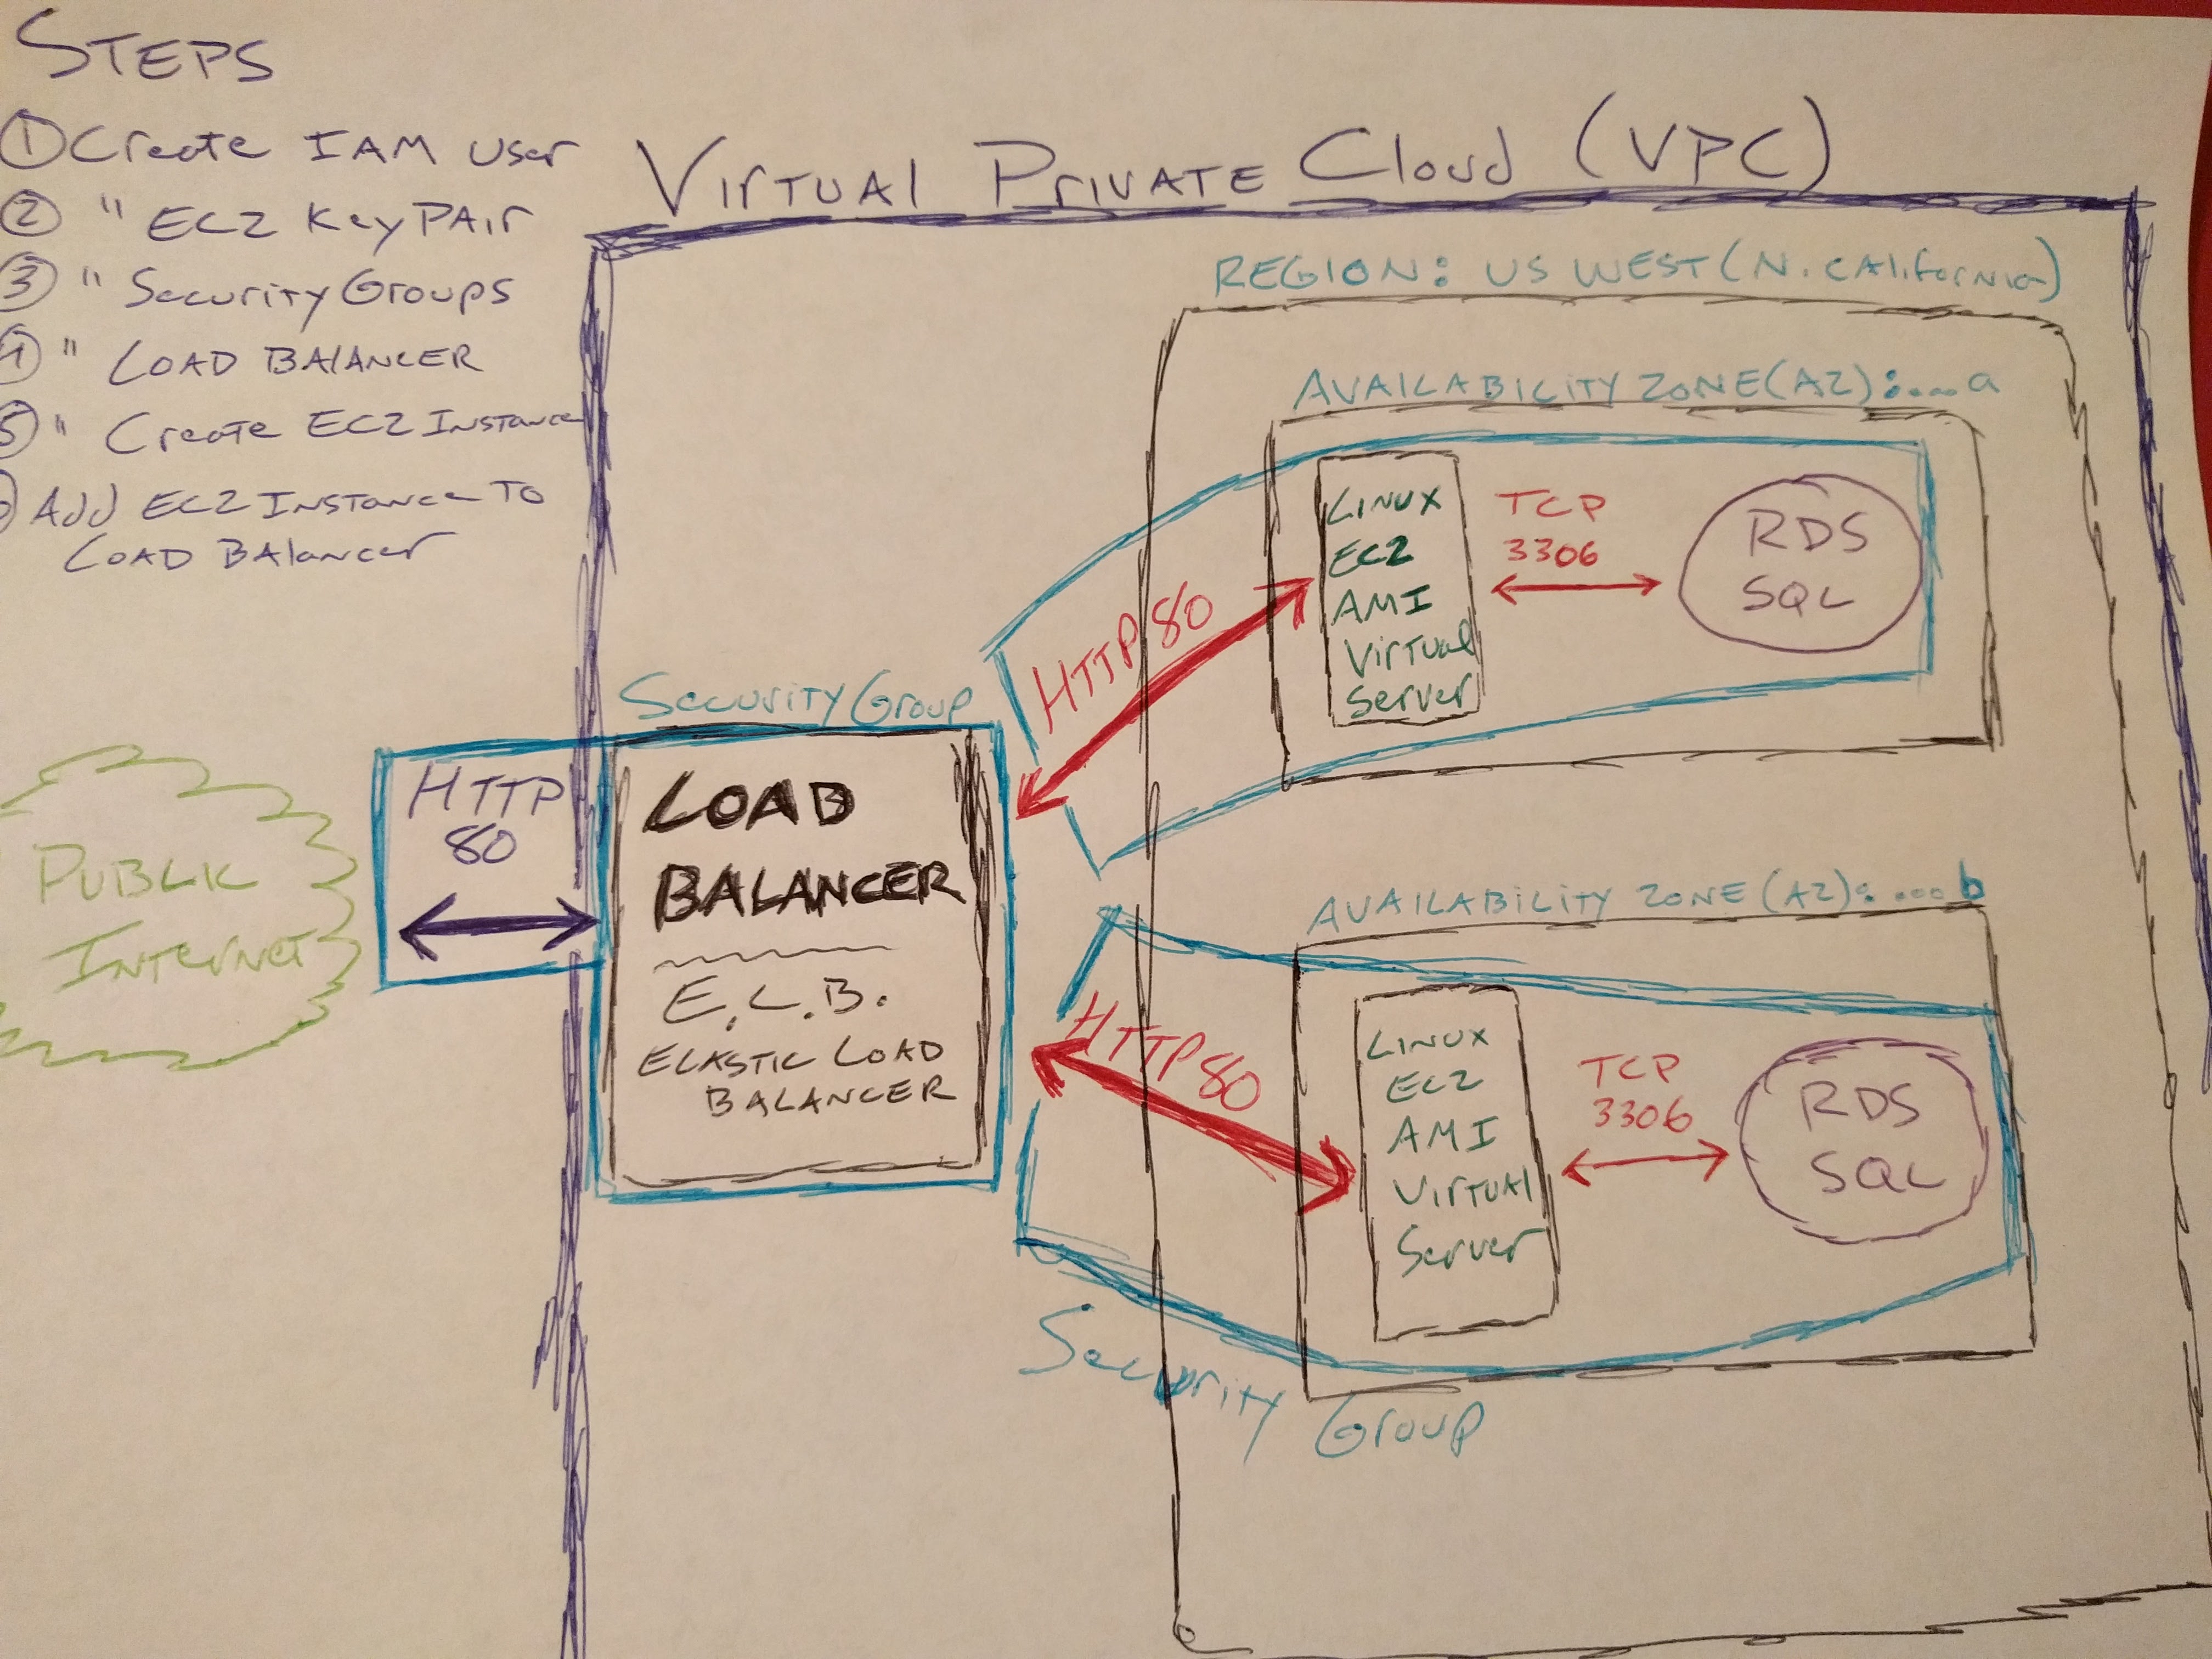 STEPS
① Create IAM User
② " EC2 Key PAir
③ " Security Groups
④ " LOAD BALANCER
⑤ " Create EC2 Instance
Add EC2 Instance To
LOAD BAlancer
Virtual Private Cloud (VPC)
REGION: US WEST (N. CAlifornia)
AVAILABILITY ZONE (AZ):....a
LINUX
EC2
AMI
Virtual
Server
TCP
3306
RDS
SQL
HTTP 80
Security Group
HTTP
80
PUBLIC
INTERNET
LOAD
BALANCER
E.L.B.
ELASTIC LOAD
BALANCER
AVAILABILITY ZONE (AZ):....b
HTTP 80
LINUX
EC2
AMI
Virtual
Server
TCP
3306
RDS
SQL
Security Group